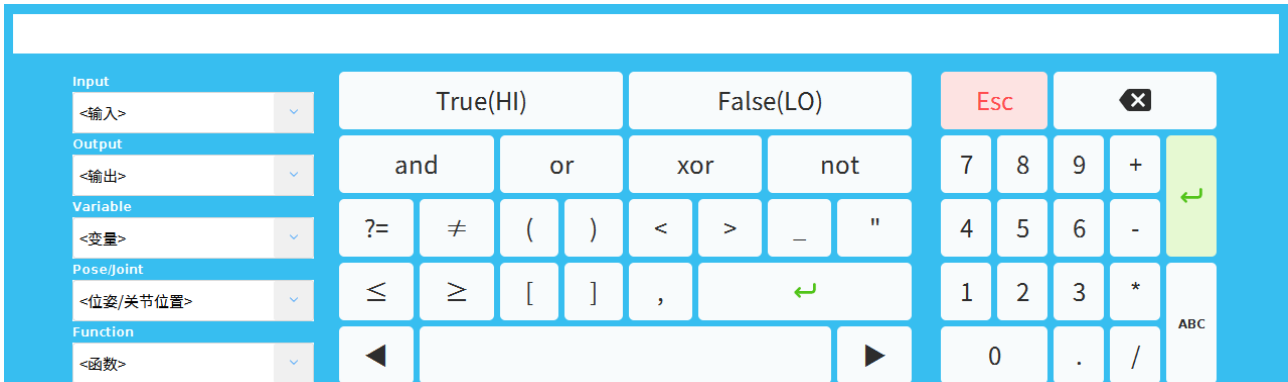 Input
<输入>
Output
<输出>
Variable
<变量>
Pose/Joint
<位姿/关节位置>
Function
<函数>
True(HI) False(LO)
and or xor not
?= ≠ ( ) < > _ "
≤ ≥ [ ] ,
Esc
7 8 9 +
4 5 6 -
1 2 3 *
ABC
0 . /